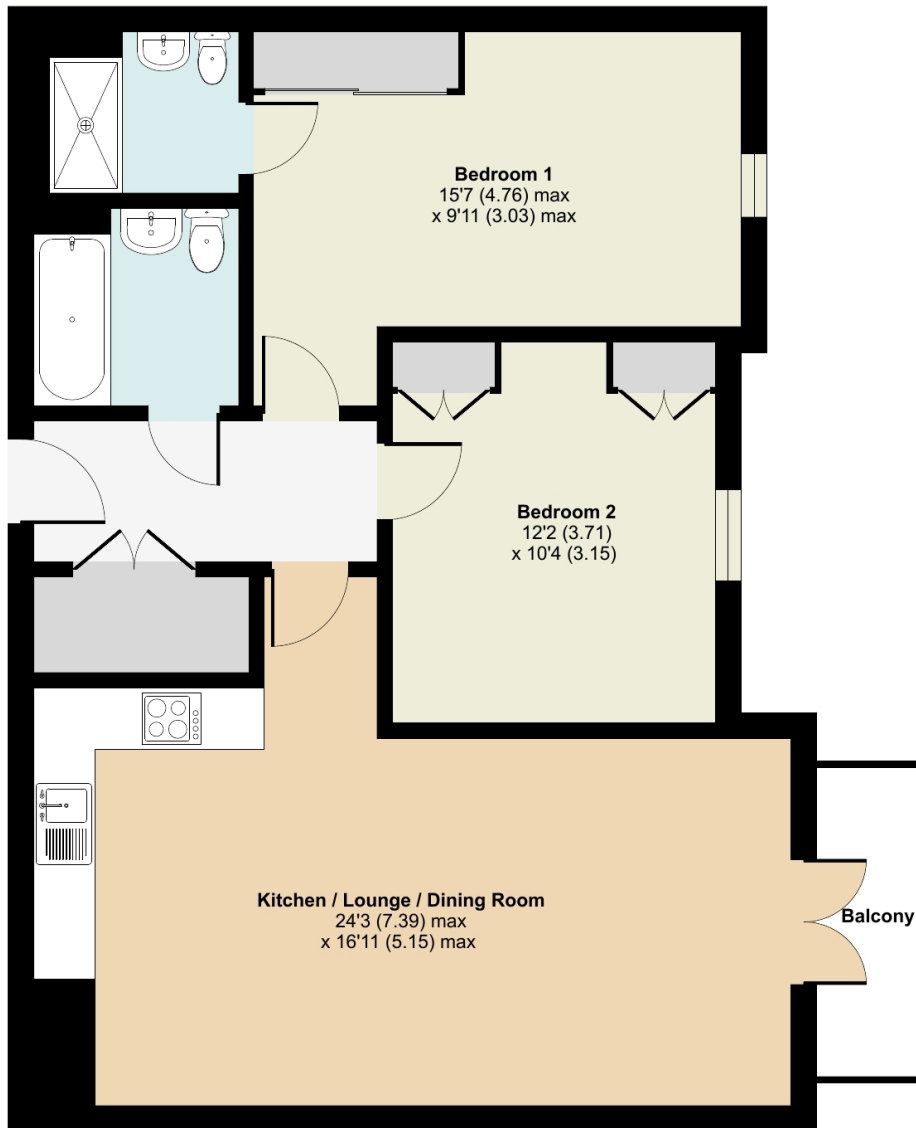 Bedroom 1
15'7 (4.76) max
x 9'11 (3.03) max
Bedroom 2
12'2 (3.71)
x 10'4 (3.15)
Kitchen / Lounge / Dining Room
24'3 (7.39) max
x 16'11 (5.15) max
Balcony